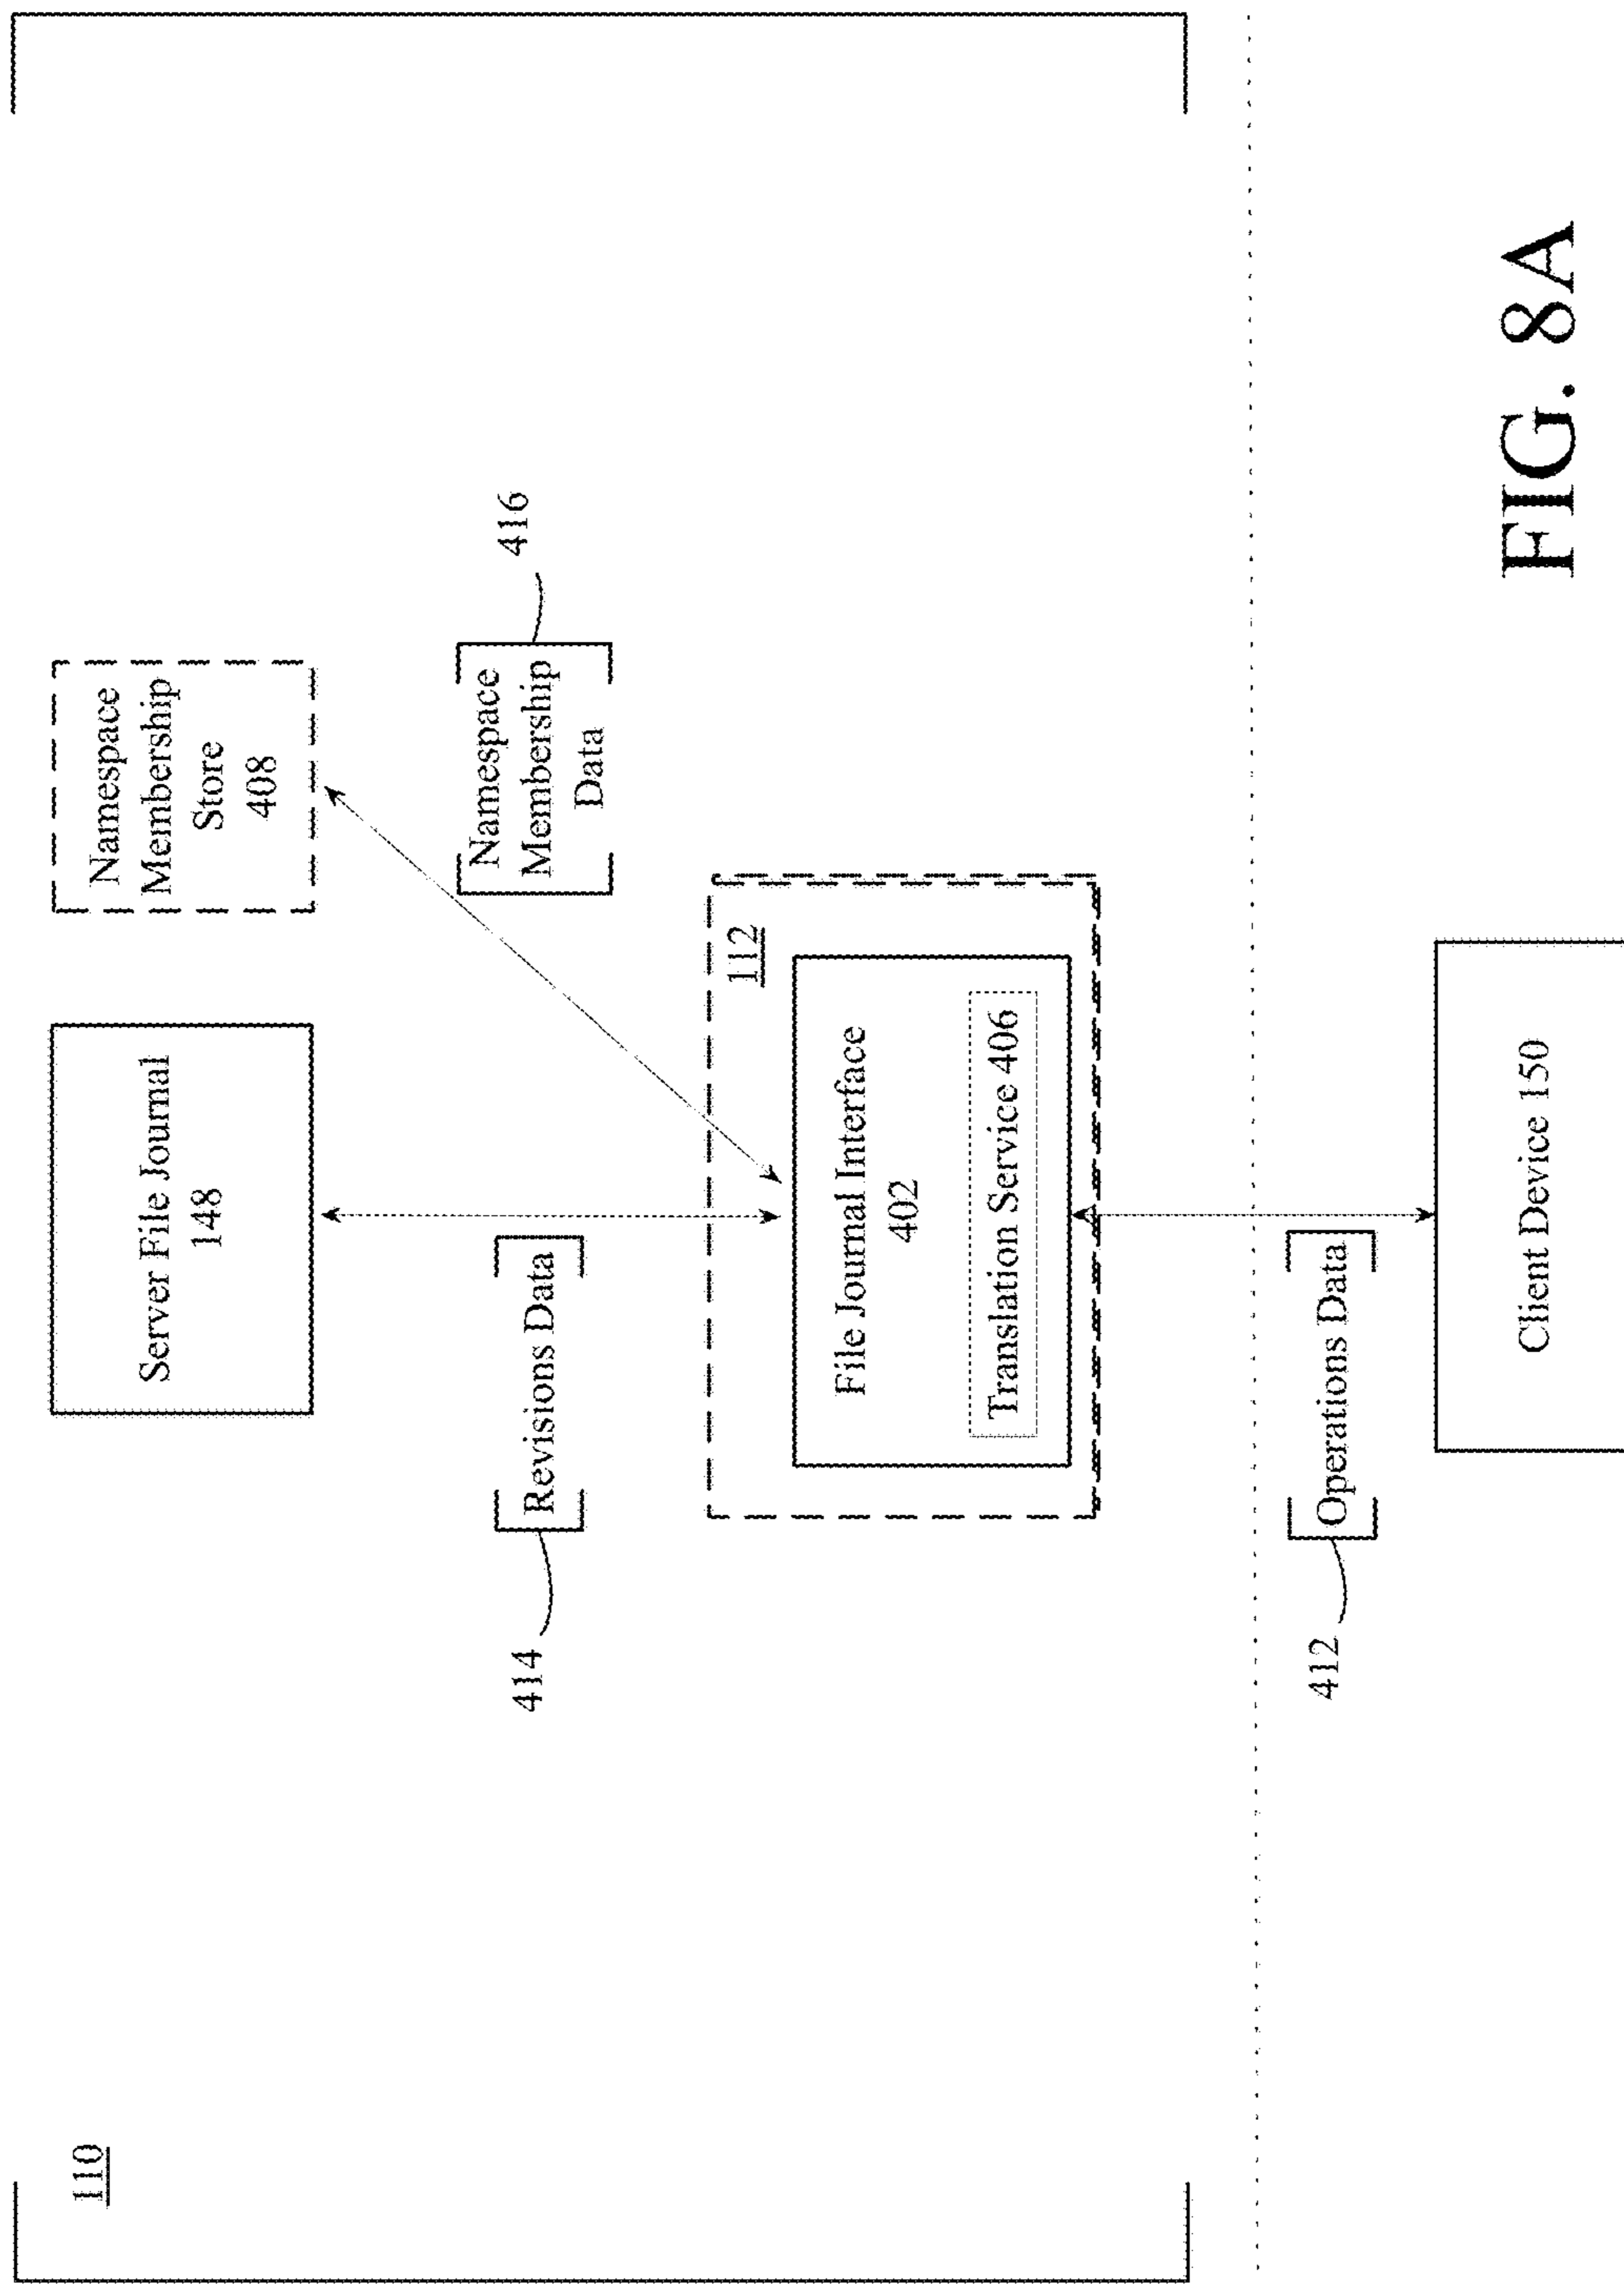 110
Server File Journal
148
Namespace
Membership
Store
408
414
Revisions Data
Namespace
Membership
Data
416
112
File Journal Interface
402
Translation Service 406
412
Operations Data
Client Device 150
FIG. 8A